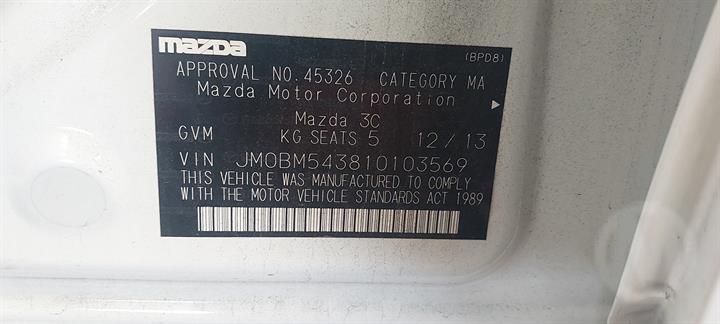 mazda
(BPD8)
APPROVAL NO.45326 CATEGORY MA
Mazda Motor Corporation
Mazda 3C
GVM KG SEATS 5 12/13
VIN JM0BM543810103569
THIS VEHICLE WAS MANUFACTURED TO COMPLY
WITH THE MOTOR VEHICLE STANDARDS ACT 1989